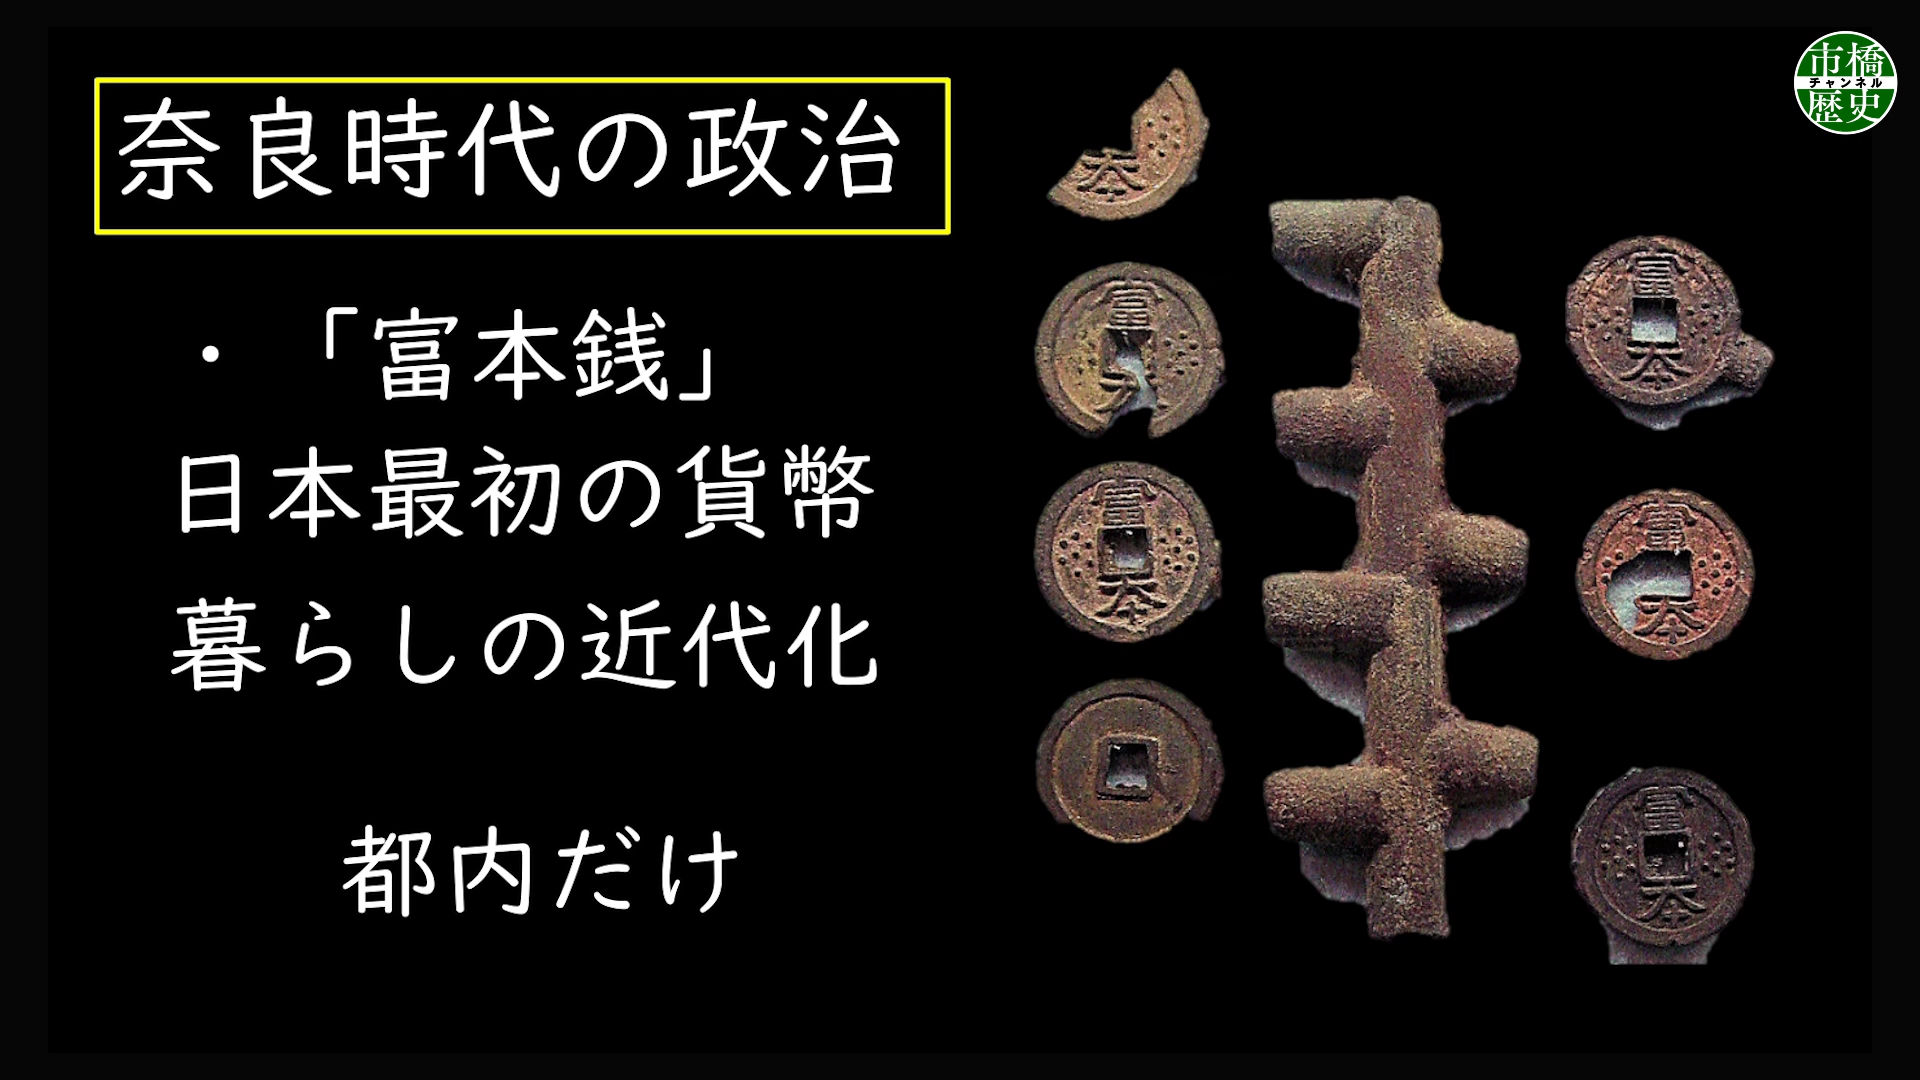 奈良時代の政治
・「富本銭」
日本最初の貨幣
暮らしの近代化
都内だけ
市橋
チャンネル
歴史
本
富
富
本
富
本
富
本
富
本